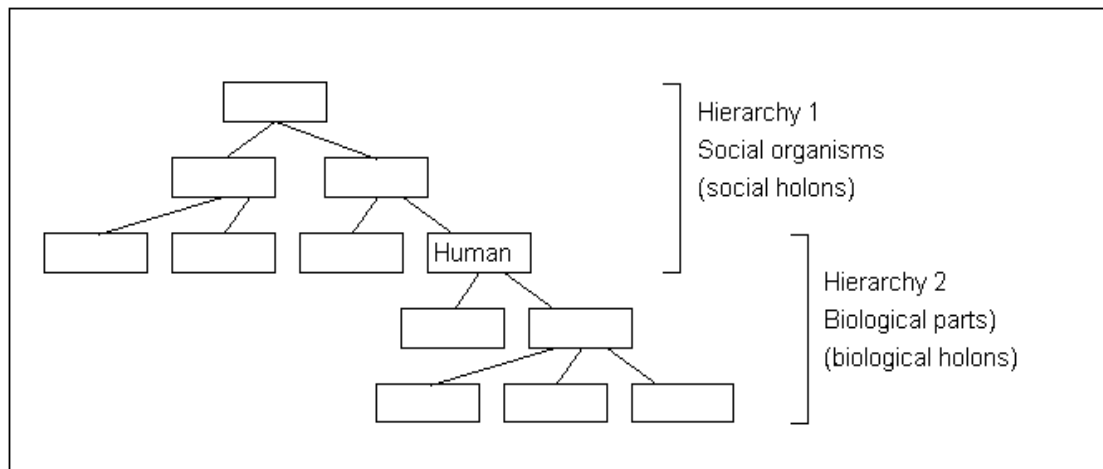 Hierarchy 1
Social organisms
(social holons)
Human
Hierarchy 2
Biological parts)
(biological holons)